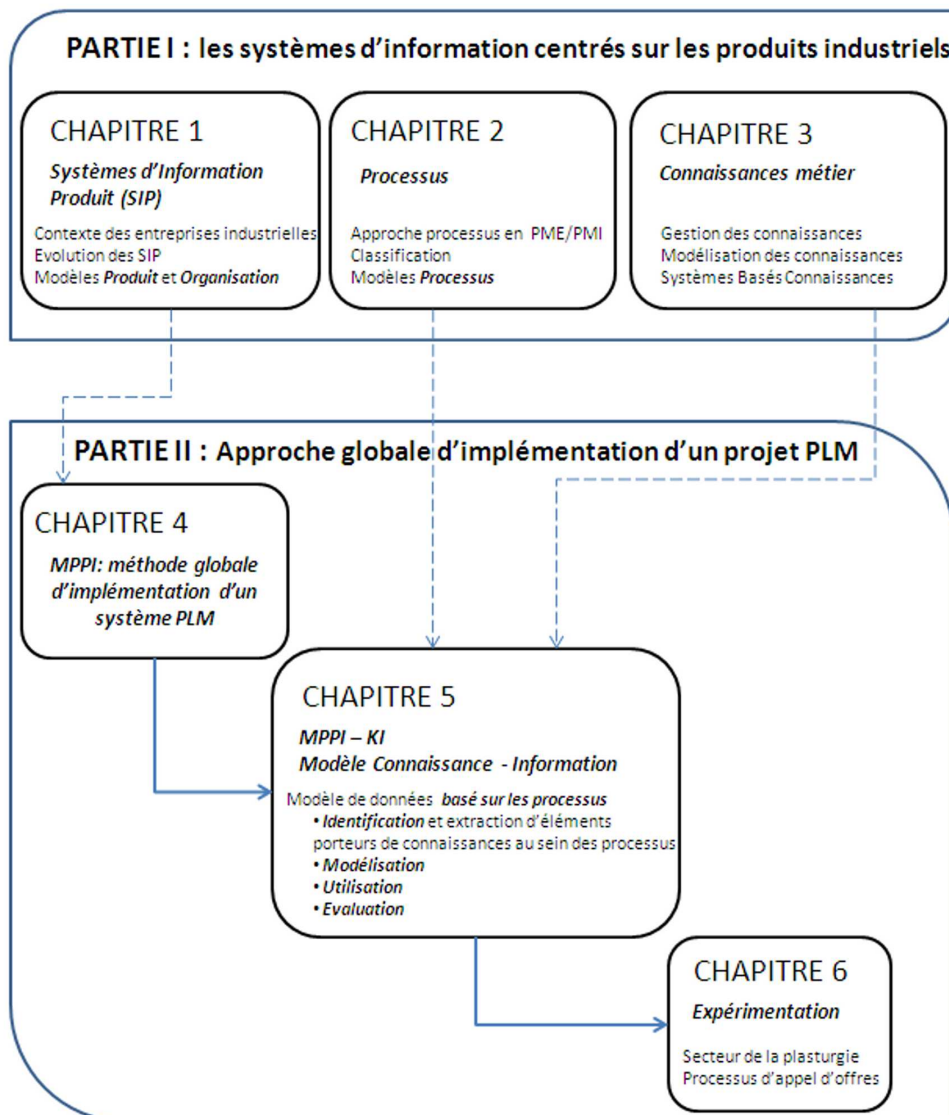 PARTIE I : les systèmes d'information centrés sur les produits industriels
CHAPITRE 1
Systèmes d'Information
Produit (SIP)
Contexte des entreprises industrielles
Evolution des SIP
Modèles Produit et Organisation
CHAPITRE 2
Processus
Approche processus en PME/PMI
Classification
Modèles Processus
CHAPITRE 3
Connaissances métier
Gestion des connaissances
Modélisation des connaissances
Systèmes Basés Connaissances
PARTIE II : Approche globale d'implémentation d'un projet PLM
CHAPITRE 4
MPPI: méthode globale
d'implémentation d'un
système PLM
CHAPITRE 5
MPPI – KI
Modèle Connaissance - Information
Modèle de données basé sur les processus
• Identification et extraction d'éléments
porteurs de connaissances au sein des processus
• Modélisation
• Utilisation
• Evaluation
CHAPITRE 6
Expérimentation
Secteur de la plasturgie
Processus d'appel d'offres